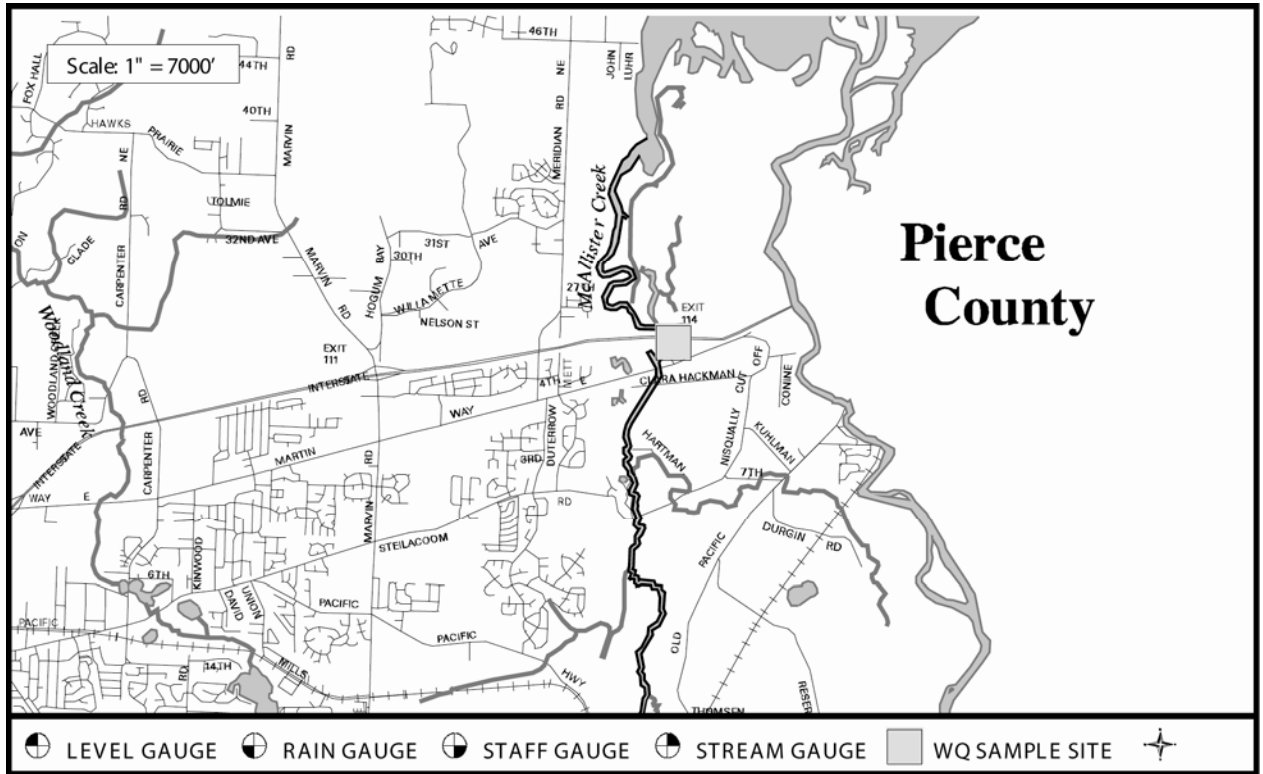 46TH
FOX HALL
Scale: 1" = 7000'
44TH
RD
JOHN
LUHR
NE
40TH
RD
HAWKS
PRAIRIE
MARVIN
MERIDIAN
NE
RD
TOLMIE
McAllister Creek
Pierce
County
ON
GLADE
32ND AVE
31ST
AVE
30TH
CARPENTER
MARVIN
RD
HOGUM
BAY
WILLAMETTE
27TH
NELSON ST
EXIT
114
EXIT
111
Woodland Creek
INTERSTATE
4TH
E
CLARA HACKMAN
CUT
OFF
CONINE
RD
WAY
AVE
INTERSTATE
CARPENTER
MARTIN
RD
3RD
DUTERROW
HARTMAN
NISQUALLY
KUHLMAN
7TH
WAY
E
RD
MARVIN
STEILACOOM
PACIFIC
DURGIN
RD
KINWOOD
6TH
DAVID
UNION
PACIFIC
PACIFIC
PACIFIC
OLD
14TH
RD
MILLS
HWY
RESER
THOMSEN
LEVEL GAUGE
RAIN GAUGE
STAFF GAUGE
STREAM GAUGE
WQ SAMPLE SITE